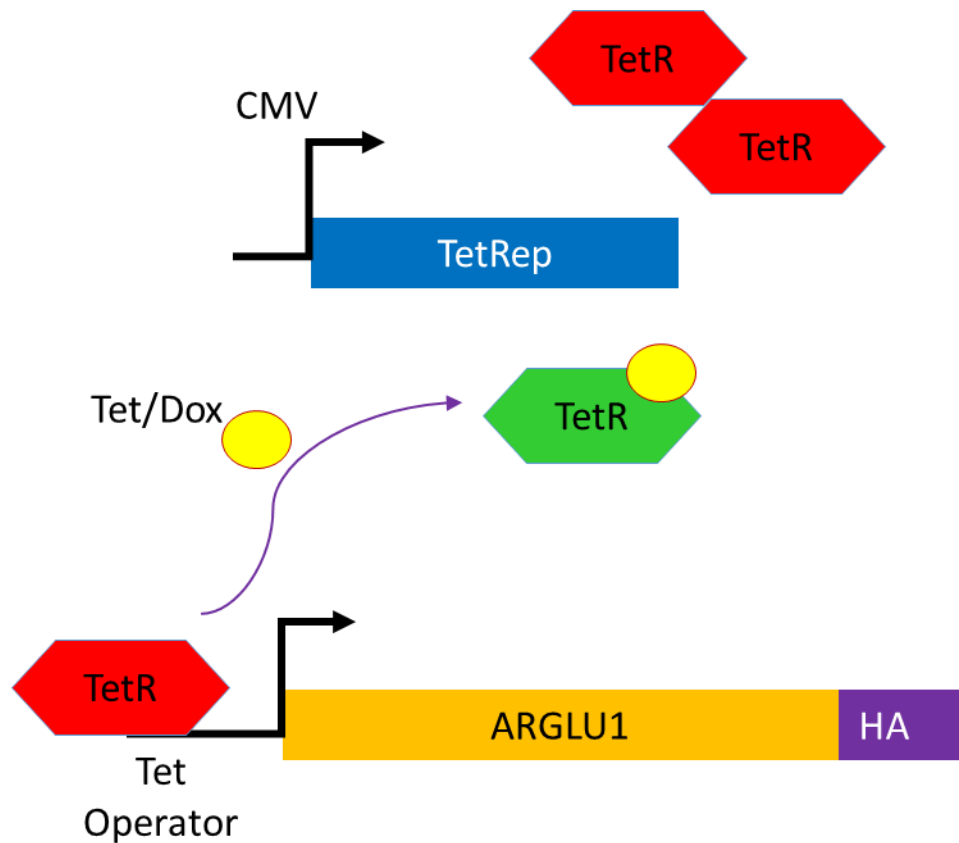 TetR
CMV
TetR
TetRep
Tet/Dox
TetR
TetR
ARGLU1
HA
Tet
Operator